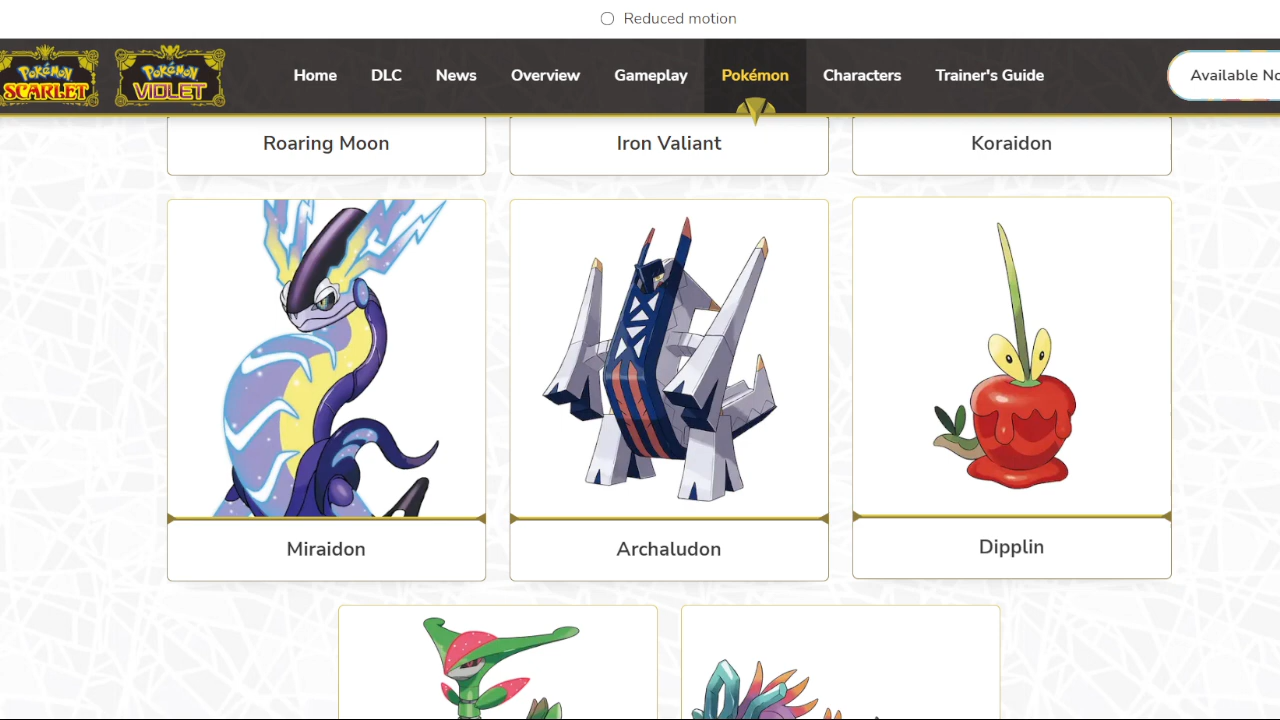 Reduced motion
POKéMON
SCARLET
POKéMON
VIOLET
Home
DLC
News
Overview
Gameplay
Pokémon
Characters
Trainer's Guide
Available No
Roaring Moon
Iron Valiant
Koraidon
Miraidon
Archaludon
Dipplin